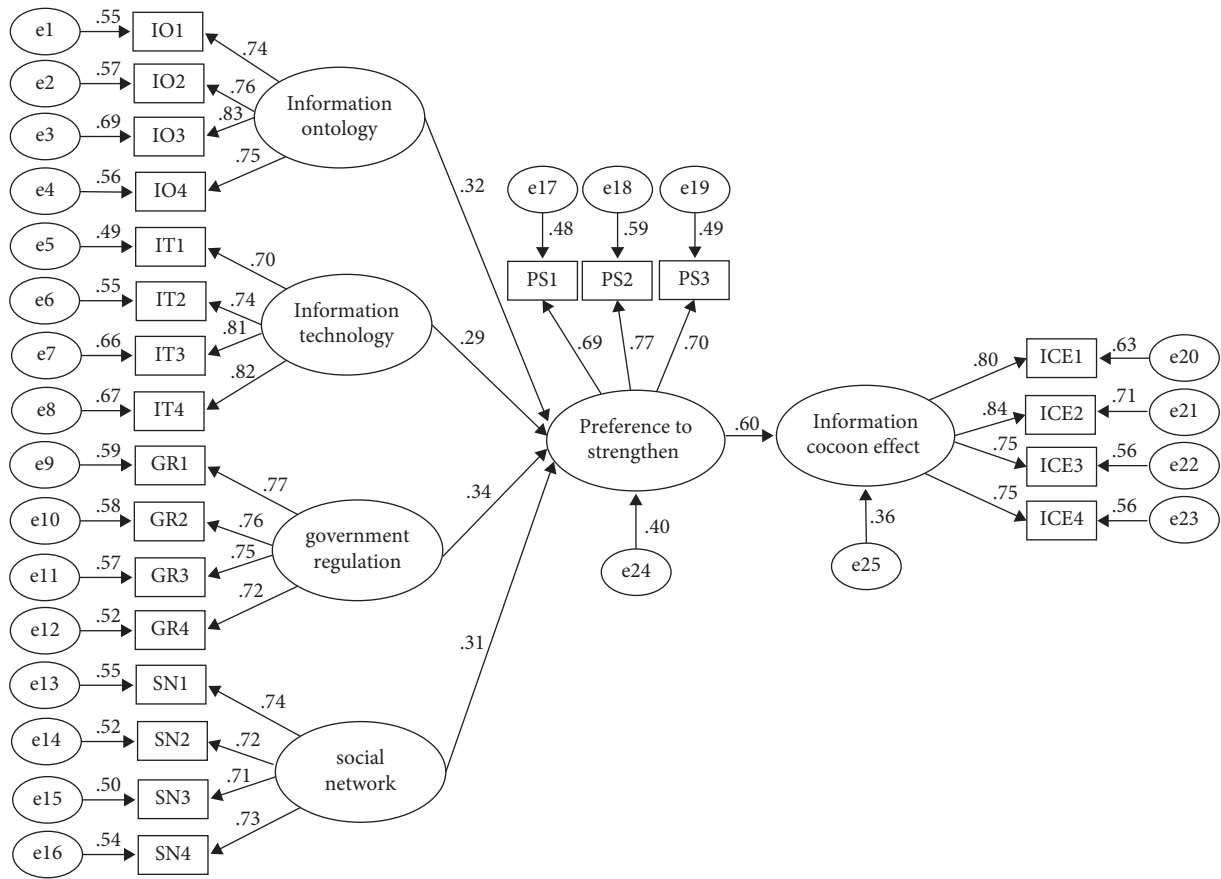 e1 .55 IO1
.74
e2 .57 IO2
.76
e3 .69 IO3
.83
e4 .56 IO4
.75
Information
ontology
.32
e5 .49 IT1
.70
e6 .55 IT2
.74
e7 .66 IT3
.81
e8 .67 IT4
.82
Information
technology
.29
e9 .59 GR1
.77
e10 .58 GR2
.76
e11 .57 GR3
.75
e12 .52 GR4
.72
government
regulation
.34
e13 .55 SN1
.74
e14 .52 SN2
.72
e15 .50 SN3
.71
e16 .54 SN4
.73
social
network
.31
e17 e18 e19
.48 .59 .49
PS1 PS2 PS3
.69 .77 .70
Preference to
strengthen
.40
e24
.60
Information
cocoon effect
.36
e25
.80
ICE1 .63 e20
.84
ICE2 .71 e21
.75
ICE3 .56 e22
.75
ICE4 .56 e23